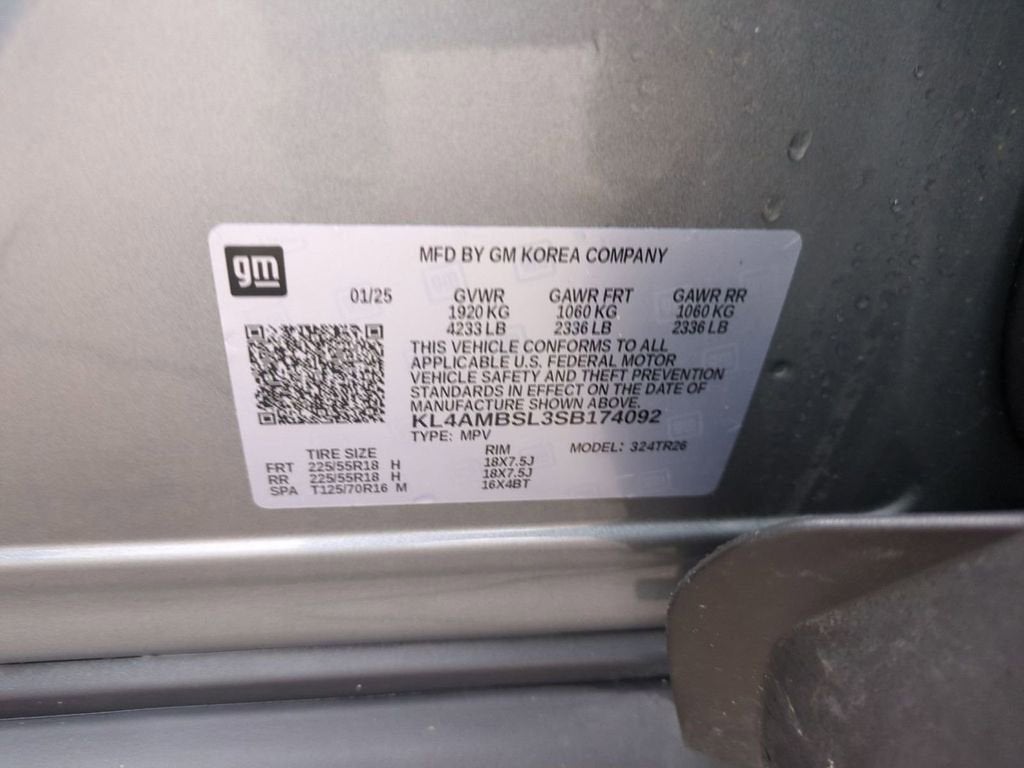 gm
MFD BY GM KOREA COMPANY
01/25 GVWR GAWR FRT GAWR RR
1920 KG 1060 KG 1060 KG
4233 LB 2336 LB 2336 LB
THIS VEHICLE CONFORMS TO ALL
APPLICABLE U.S. FEDERAL MOTOR
VEHICLE SAFETY AND THEFT PREVENTION
STANDARDS IN EFFECT ON THE DATE OF
MANUFACTURE SHOWN ABOVE.
KL4AMBSL3SB174092
TYPE: MPV MODEL: 324TR26
TIRE SIZE RIM
FRT 225/55R18 H 18X7.5J
RR 225/55R18 H 18X7.5J
SPA T125/70R16 M 16X4BT